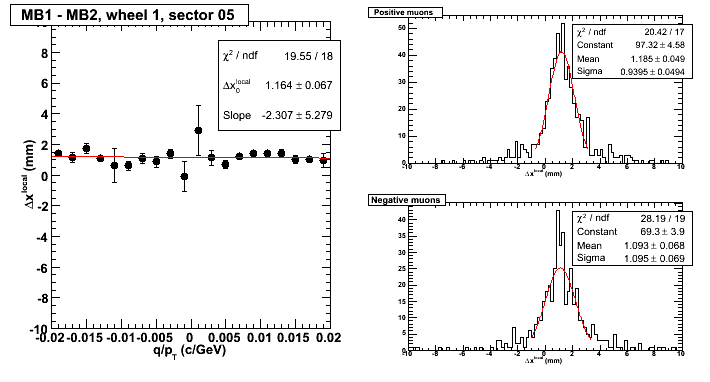 MB1 - MB2, wheel 1, sector 05
χ² / ndf 19.55 / 18
Δx₀^local 1.164 ± 0.067
Slope -2.307 ± 5.279
8
6
4
2
0
-2
-4
-6
-8
-10
Δx^local (mm)
-0.02 -0.015 -0.01 -0.005 0 0.005 0.01 0.015 0.02
q/p_T (c/GeV)
Positive muons
χ² / ndf 20.42 / 17
Constant 97.32 ± 4.58
Mean 1.185 ± 0.049
Sigma 0.9395 ± 0.0494
50
40
30
20
10
0
-10 -8 -6 -4 -2 0 2 4 6 8 10
Δx^local (mm)
Negative muons
χ² / ndf 28.19 / 19
Constant 69.3 ± 3.9
Mean 1.093 ± 0.068
Sigma 1.095 ± 0.069
40
35
30
25
20
15
10
5
0
-10 -8 -6 -4 -2 0 2 4 6 8 10
Δx^local (mm)